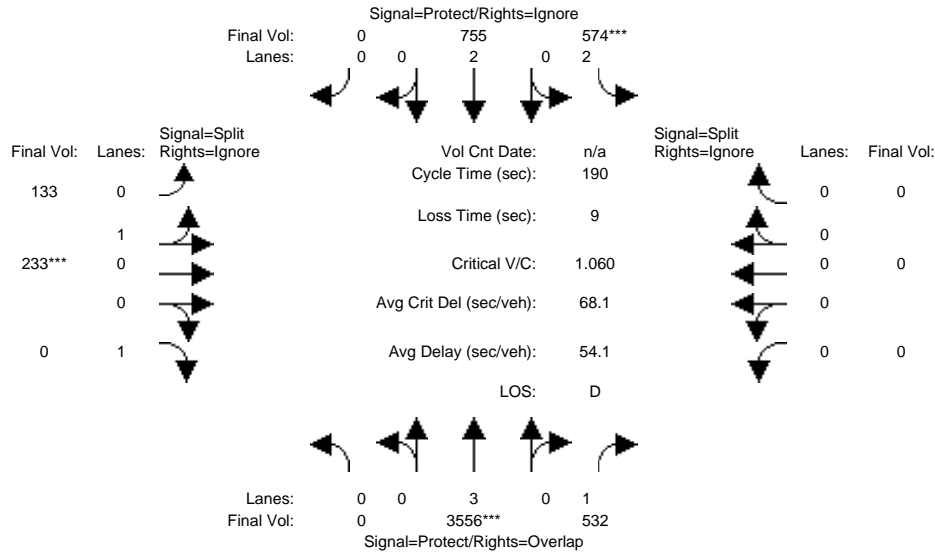 Signal=Protect/Rights=Ignore
Final Vol: 0 755 574***
Lanes: 0 0 2 0 2
Signal=Split Signal=Split
Final Vol: Lanes: Rights=Ignore Vol Cnt Date: n/a Rights=Ignore Lanes: Final Vol:
Cycle Time (sec): 190
133 0 0 0
Loss Time (sec): 9
1 0
233*** 0 Critical V/C: 1.060 0 0
0 Avg Crit Del (sec/veh): 68.1 0
0 1 Avg Delay (sec/veh): 54.1 0 0
LOS: D
Lanes: 0 0 3 0 1
Final Vol: 0 3556*** 532
Signal=Protect/Rights=Overlap